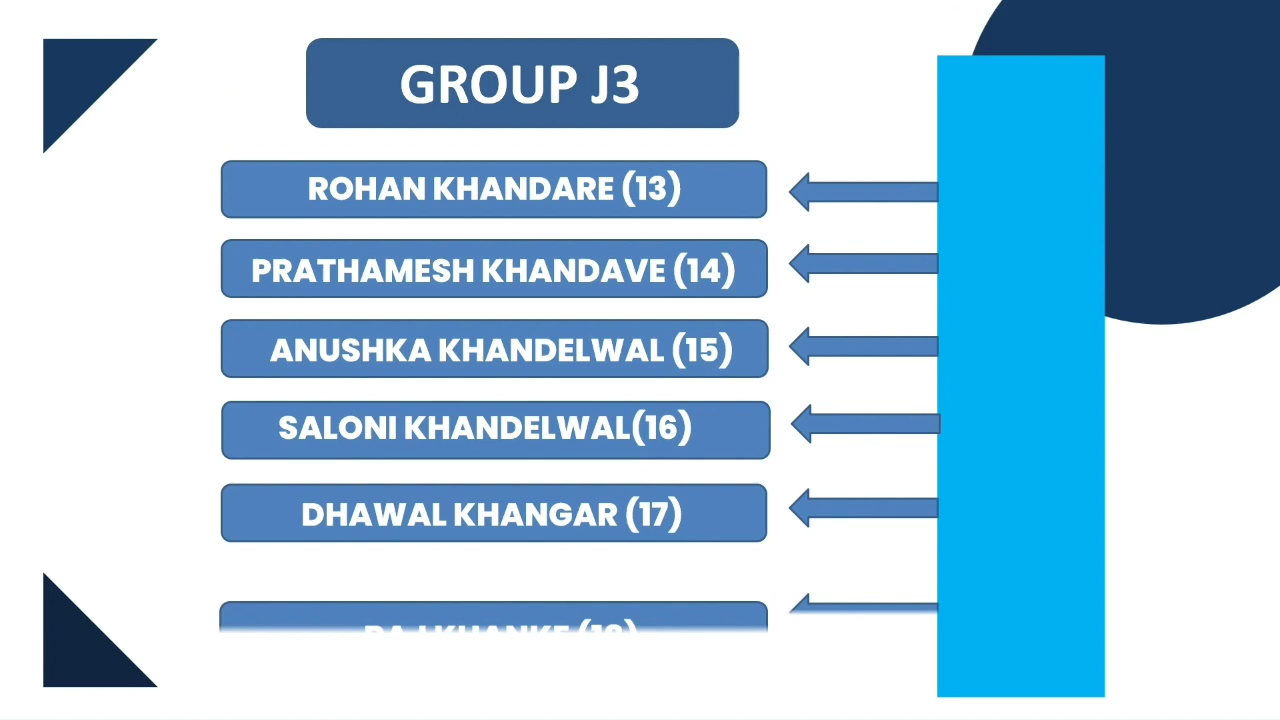 GROUP J3
ROHAN KHANDARE (13)
PRATHAMESH KHANDAVE (14)
ANUSHKA KHANDELWAL (15)
SALONI KHANDELWAL(16)
DHAWAL KHANGAR (17)